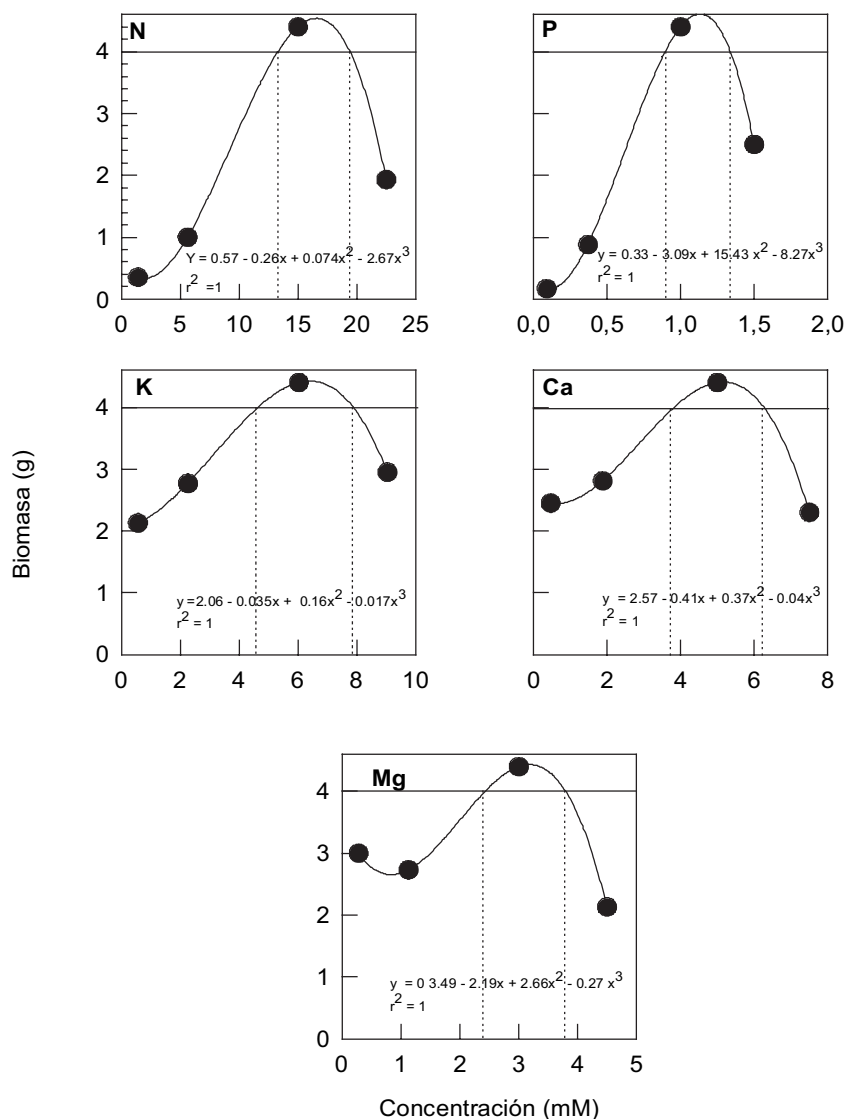 N
4
3
2
1
0
0 5 10 15 20 25
Y = 0.57 - 0.26x + 0.074x² - 2.67x³
r² =1
P
0,0 0,5 1,0 1,5 2,0
y = 0.33 - 3.09x + 15.43 x² - 8.27x³
r² = 1
K
4
3
2
1
0
0 2 4 6 8 10
y =2.06 - 0.035x + 0.16x² - 0.017x³
r² = 1
Ca
0 2 4 6 8
y = 2.57 - 0.41x + 0.37x² - 0.04x³
r² = 1
Biomasa (g)
Mg
4
3
2
1
0
0 1 2 3 4 5
y = 0 3.49 - 2.19x + 2.66x² - 0.27 x³
r² = 1
Concentración (mM)